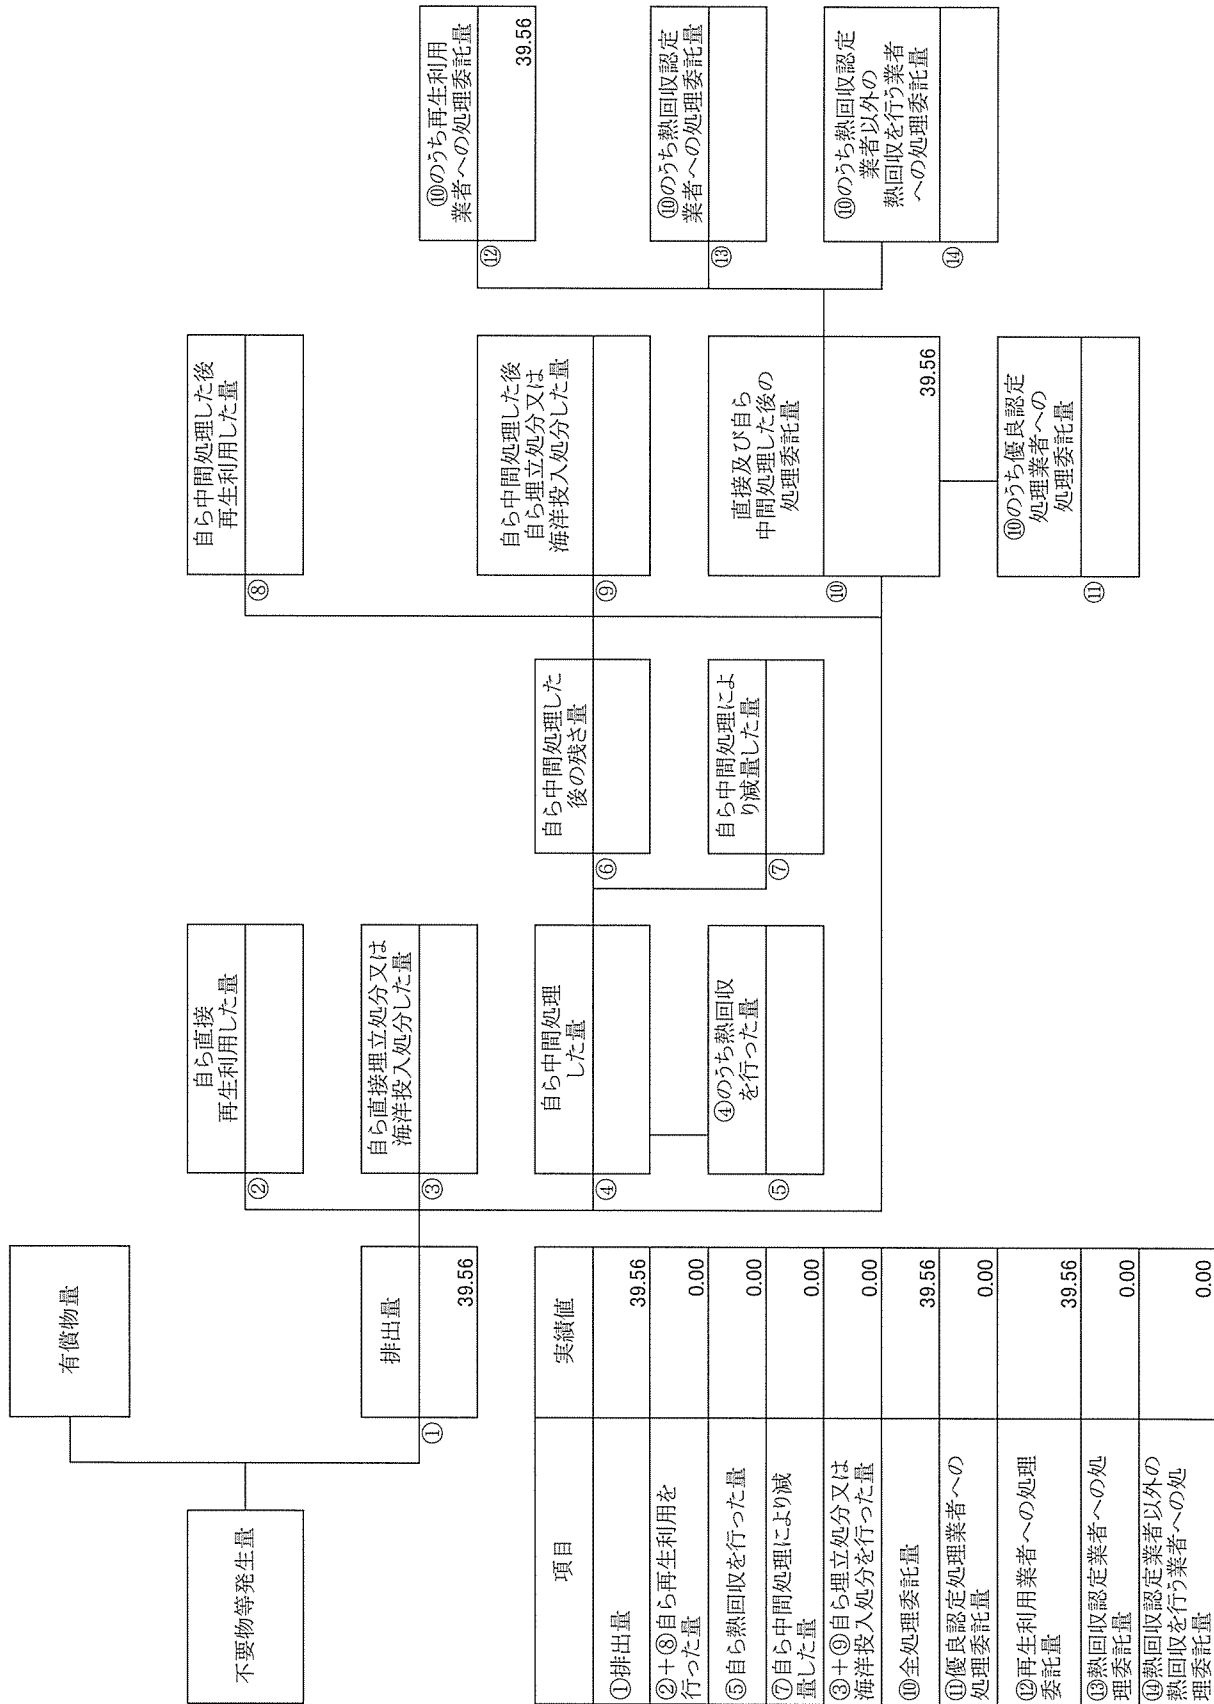 不要物等発生量
有償物量
排出量
①
39.56
自ら直接
再生利用した量
②
自ら直接埋立処分又は
海洋投入処分した量
③
自ら中間処理
した量
④
④のうち熱回収
を行った量
⑤
自ら中間処理した
後の残さ量
⑥
自ら中間処理によ
り減量した量
⑦
自ら中間処理した後
再生利用した量
⑧
自ら中間処理した後
自ら埋立処分又は
海洋投入処分した量
⑨
直接及び自ら
中間処理した後の
処理委託量
⑩
39.56
⑩のうち優良認定
処理業者への
処理委託量
⑪
⑩のうち再生利用
業者への処理委託量
⑫
39.56
⑩のうち熱回収認定
業者への処理委託量
⑬
⑩のうち熱回収認定
業者以外の
熱回収を行う業者
への処理委託量
⑭
項目 実績値
①排出量 39.56
②+⑧自ら再生利用を
行った量 0.00
⑤自ら熱回収を行った量 0.00
⑦自ら中間処理により減
量した量 0.00
③+⑨自ら埋立処分又は
海洋投入処分を行った量 0.00
⑩全処理委託量 39.56
⑪優良認定処理業者への
処理委託量 0.00
⑫再生利用業者への処理
委託量 39.56
⑬熱回収認定業者への処
理委託量 0.00
⑭熱回収認定業者以外の
熱回収を行う業者への処
理委託量 0.00